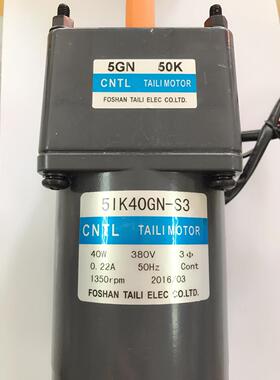 5GN 50K
CNTL TAILI MOTOR
FOSHAN TAILI ELEC CO.LTD.
51K40GN-S3
CNTL TAILI MOTOR
40W 380V 3Φ
0.22A 50Hz Cont
1350rpm 2016/03
FOSHAN TAILI ELEC CO.LTD.